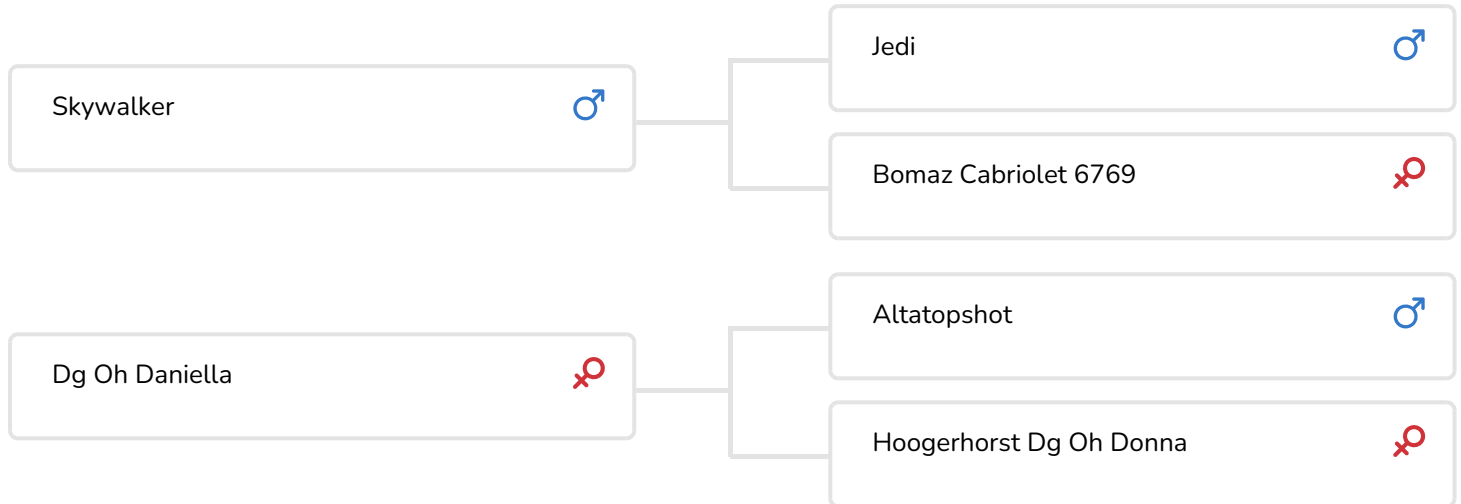 Jedi
Skywalker
Bomaz Cabriolet 6769
Altatopshot
Dg Oh Daniella
Hoogerhorst Dg Oh Donna